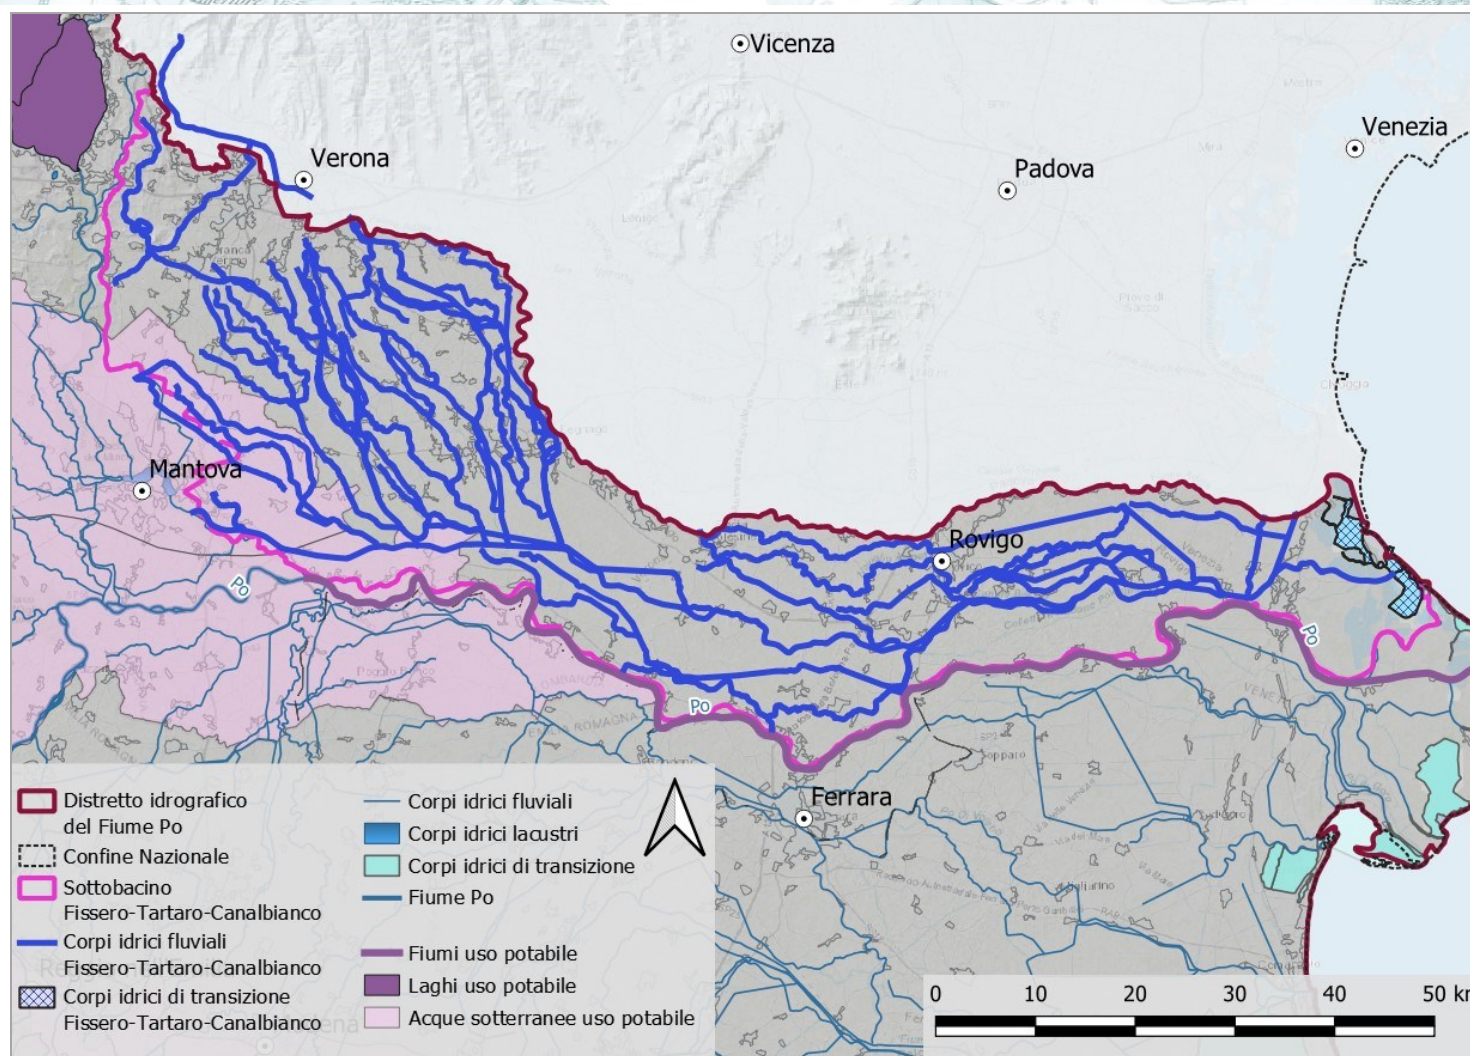 Vicenza
Venezia
Verona
Padova
Mantova
Rovigo
Po
Po
Po
Ferrara
Distretto idrografico
del Fiume Po
Confine Nazionale
Sottobacino
Fissero-Tartaro-Canalbianco
Corpi idrici fluviali
Fissero-Tartaro-Canalbianco
Corpi idrici di transizione
Fissero-Tartaro-Canalbianco
Corpi idrici fluviali
Corpi idrici lacustri
Corpi idrici di transizione
Fiume Po
Fiumi uso potabile
Laghi uso potabile
Acque sotterranee uso potabile
0 10 20 30 40 50 km